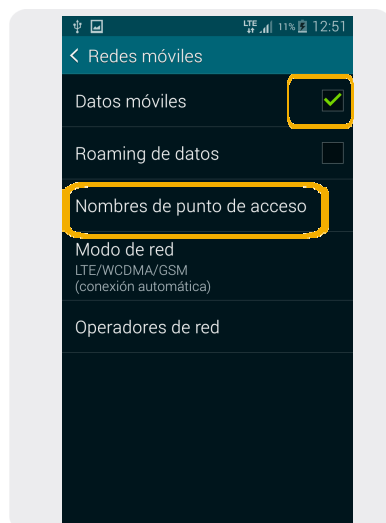 LTE 11% 12:51
Redes móviles
Datos móviles
Roaming de datos
Nombres de punto de acceso
Modo de red
LTE/WCDMA/GSM
(conexión automática)
Operadores de red